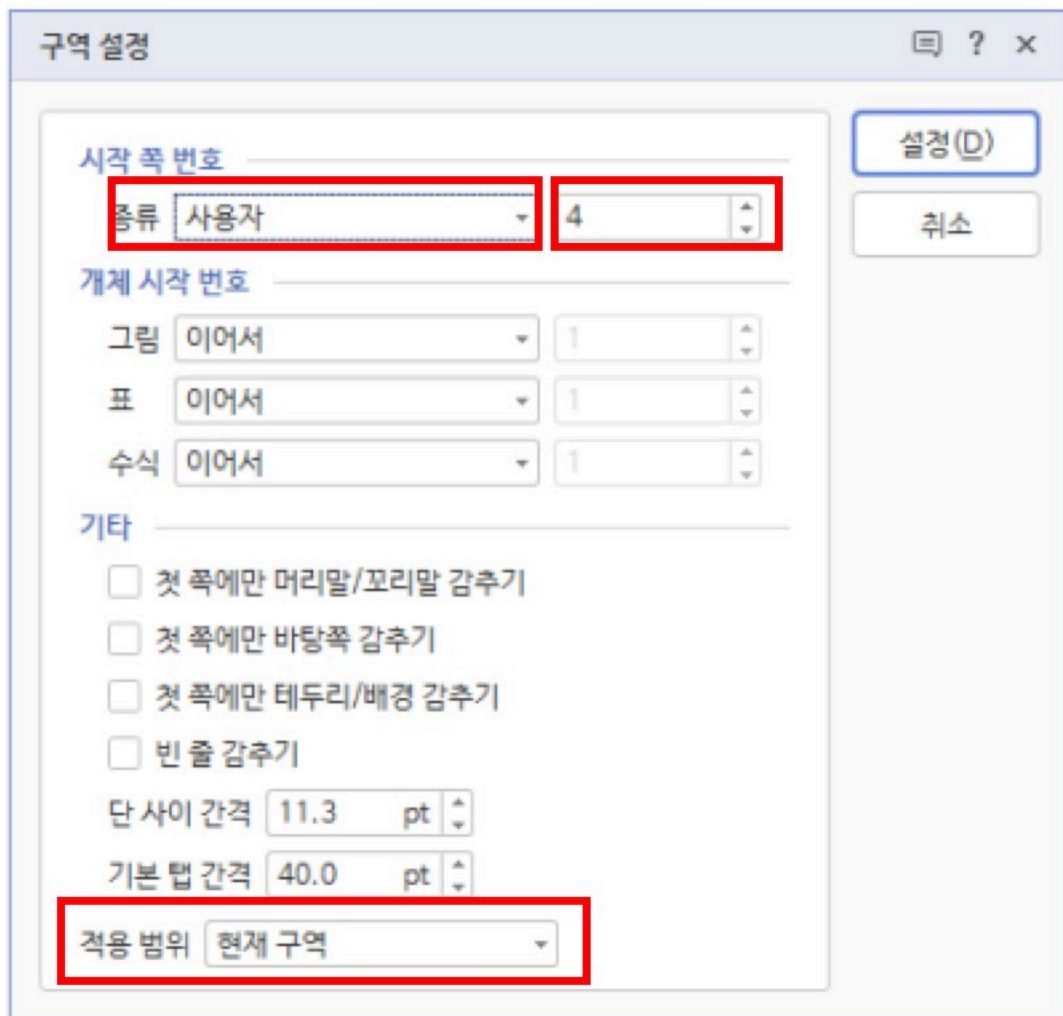 구역 설정 ? ×
설정(D)
취소
시작 쪽 번호
종류 사용자 4
개체 시작 번호
그림 이어서 1
표 이어서 1
수식 이어서 1
기타
첫 쪽에만 머리말/꼬리말 감추기
첫 쪽에만 바탕쪽 감추기
첫 쪽에만 테두리/배경 감추기
빈 줄 감추기
단 사이 간격 11.3 pt
기본 탭 간격 40.0 pt
적용 범위 현재 구역